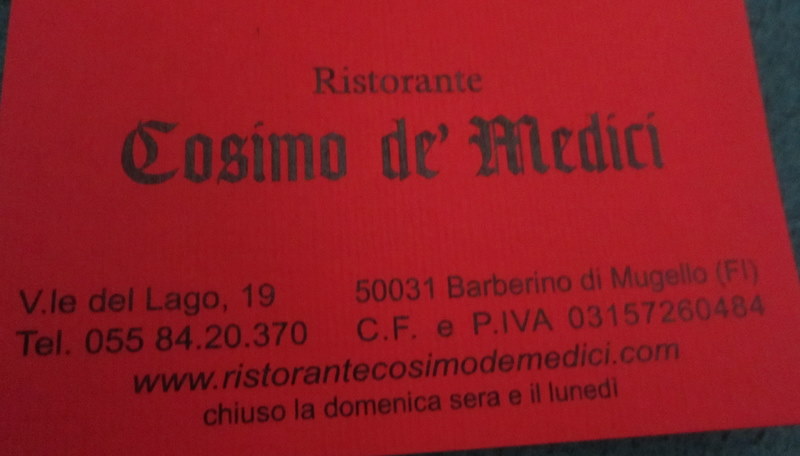 Ristorante
Cosimo de' Medici
V.le del Lago, 19 50031 Barberino di Mugello (FI)
Tel. 055 84.20.370 C.F. e P.IVA 03157260484
www.ristorantecosimodemedici.com
chiuso la domenica sera e il lunedì